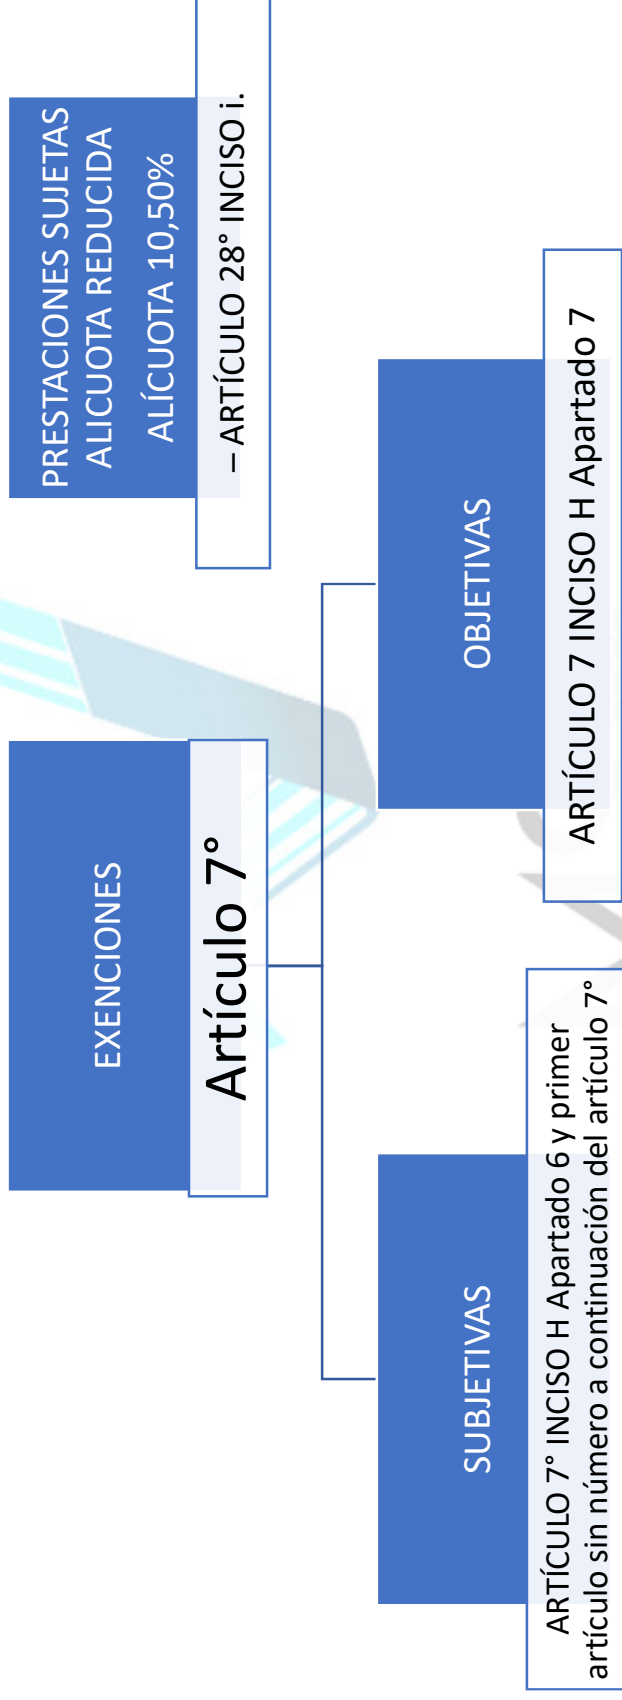 EXENCIONES
Artículo 7°
PRESTACIONES SUJETAS
ALICUOTA REDUCIDA
ALÍCUOTA 10,50%
– ARTÍCULO 28° INCISO i.
SUBJETIVAS
ARTÍCULO 7° INCISO H Apartado 6 y primer
artículo sin número a continuación del artículo 7°
OBJETIVAS
ARTÍCULO 7 INCISO H Apartado 7